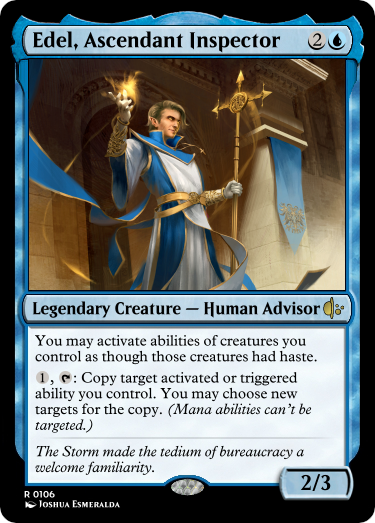 Edel, Ascendant Inspector 2
Legendary Creature — Human Advisor
You may activate abilities of creatures you
control as though those creatures had haste.
1, : Copy target activated or triggered
ability you control. You may choose new
targets for the copy. (Mana abilities can't be
targeted.)
The Storm made the tedium of bureaucracy a
welcome familiarity.
2/3
R 0106
Joshua Esmeralda